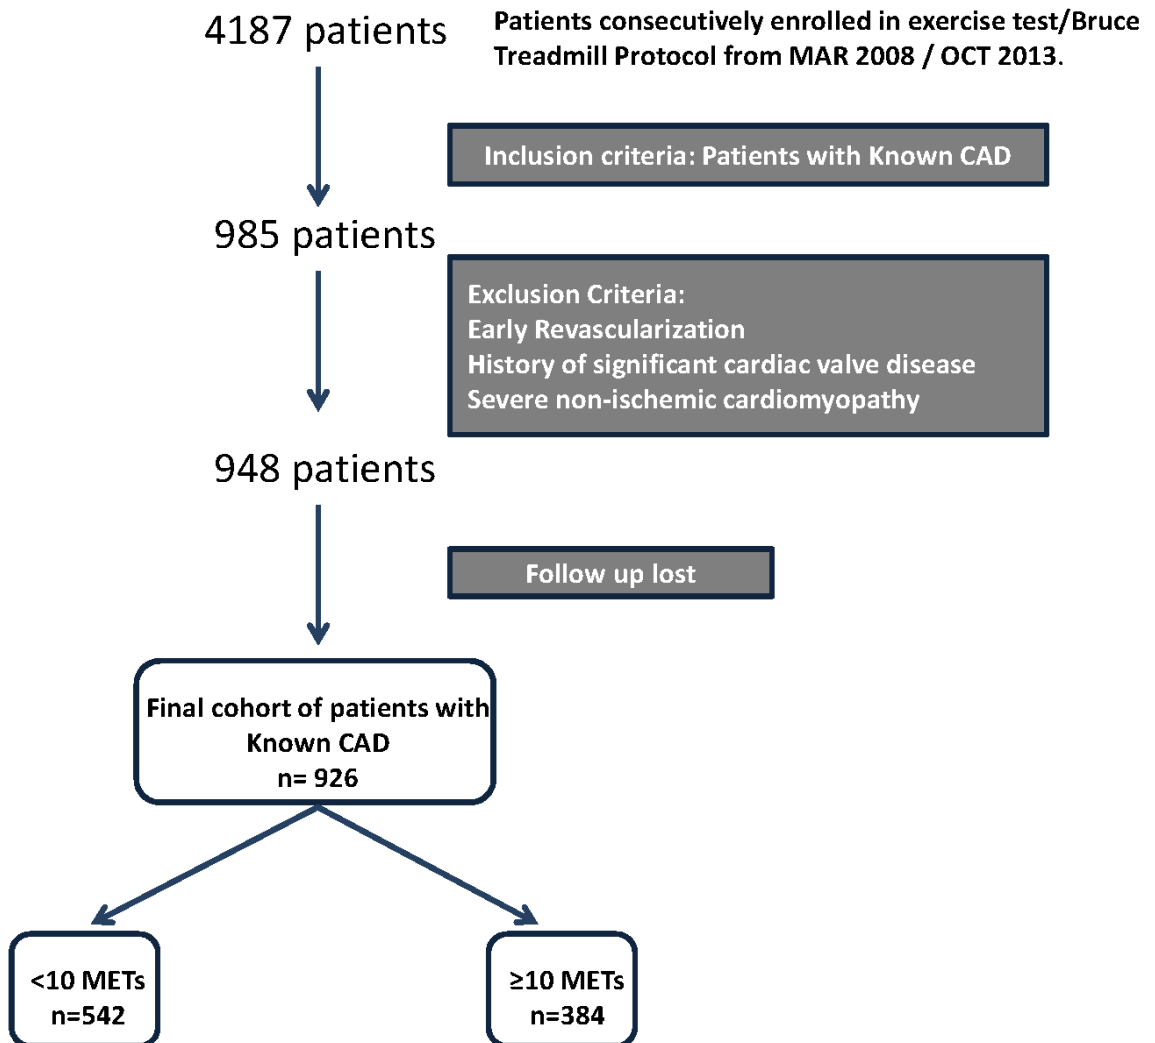 4187 patients
Patients consecutively enrolled in exercise test/Bruce
Treadmill Protocol from MAR 2008 / OCT 2013.
Inclusion criteria: Patients with Known CAD
985 patients
Exclusion Criteria:
Early Revascularization
History of significant cardiac valve disease
Severe non-ischemic cardiomyopathy
948 patients
Follow up lost
Final cohort of patients with
Known CAD
n= 926
<10 METs
n=542
≥10 METs
n=384